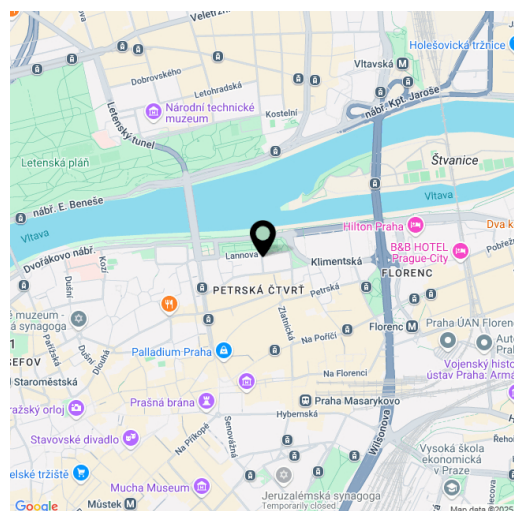 Veletržní
Holešovická tržnice
Vltavská
Dobrovského
Letohradská
Letenský tunel
Národní technické
muzeum
Kostelní
nábř. Kpt. Jaroše
Letenská pláň
Štvanice
nábř. E. Beneše
Vltava
Vltava
Hilton Praha
Dvořákovo nábř.
Kozí
Lannova
Klimentská
B&B HOTEL
Prague-City
Pobřež
FLORENC
Dušní
PETRSKÁ ČTVRŤ
Petrská
Zlatnická
é muzeum -
á synagoga
Pařížská
Dušní
Dlouhá
Na Poříčí
Florenc
Praha ÚAN Florenc
SEFOV
Palladium Praha
Vojenský histo
ústav Praha: Arma
Staroměstská
Na Florenci
Prašná brána
Praha Masarykovo
ražský orloj
Hybernská
Stavovské divadlo
Na Příkopě
Senovážná
Wilsonova
Vysoká škola
ekonomická
v Praze
elské tržiště
Mucha Museum
Jeruzalémská synagoga
Temporarily closed
Můstek
Google
Map data ©2025